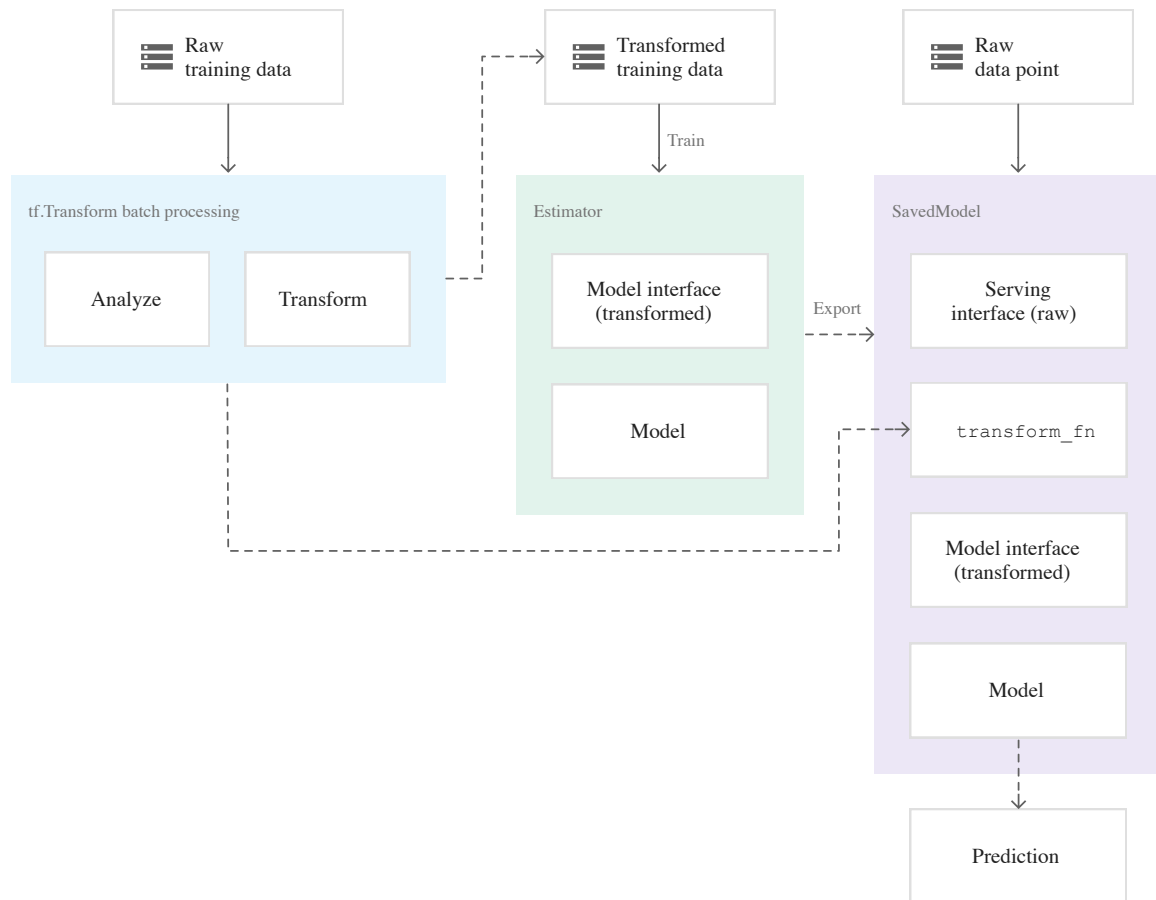 Raw
training data
Transformed
training data
Raw
data point
Train
tf.Transform batch processing
Analyze
Transform
Estimator
Model interface
(transformed)
Model
Export
SavedModel
Serving
interface (raw)
transform_fn
Model interface
(transformed)
Model
Prediction